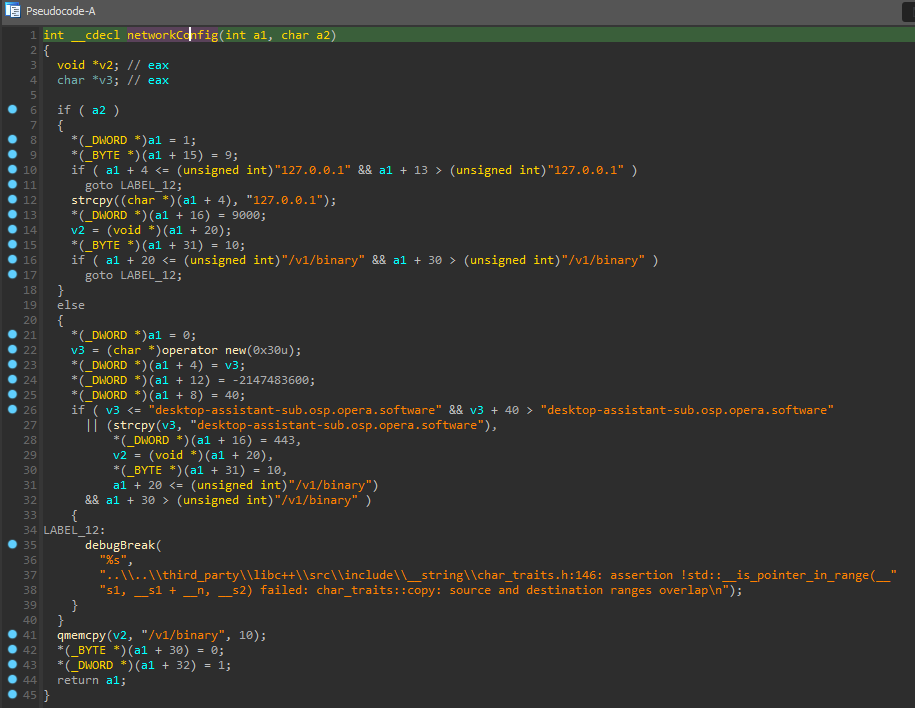 Pseudocode-A
1 int __cdecl networkConfig(int a1, char a2)
2 {
3 void *v2; // eax
4 char *v3; // eax
5
6 if ( a2 )
7 {
8 *(_DWORD *)a1 = 1;
9 *(_BYTE *)(a1 + 15) = 9;
10 if ( a1 + 4 <= (unsigned int)"127.0.0.1" && a1 + 13 > (unsigned int)"127.0.0.1" )
11 goto LABEL_12;
12 strcpy((char *)(a1 + 4), "127.0.0.1");
13 *(_DWORD *)(a1 + 16) = 9000;
14 v2 = (void *)(a1 + 20);
15 *(_BYTE *)(a1 + 31) = 10;
16 if ( a1 + 20 <= (unsigned int)"/v1/binary" && a1 + 30 > (unsigned int)"/v1/binary" )
17 goto LABEL_12;
18 }
19 else
20 {
21 *(_DWORD *)a1 = 0;
22 v3 = (char *)operator new(0x30u);
23 *(_DWORD *)(a1 + 4) = v3;
24 *(_DWORD *)(a1 + 12) = -2147483600;
25 *(_DWORD *)(a1 + 8) = 40;
26 if ( v3 <= "desktop-assistant-sub.osp.opera.software" && v3 + 40 > "desktop-assistant-sub.osp.opera.software"
27 || (strcpy(v3, "desktop-assistant-sub.osp.opera.software"),
28 *(_DWORD *)(a1 + 16) = 443,
29 v2 = (void *)(a1 + 20),
30 *(_BYTE *)(a1 + 31) = 10,
31 a1 + 20 <= (unsigned int)"/v1/binary")
32 && a1 + 30 > (unsigned int)"/v1/binary" )
33 {
34 LABEL_12:
35 debugBreak(
36 "%s",
37 "..\\..\\third_party\\libc++\\src\\include\\__string\\char_traits.h:146: assertion !std::__is_pointer_in_range(__"
38 "s1, __s1 + __n, __s2) failed: char_traits::copy: source and destination ranges overlap\n");
39 }
40 }
41 qmemcpy(v2, "/v1/binary", 10);
42 *(_BYTE *)(a1 + 30) = 0;
43 *(_DWORD *)(a1 + 32) = 1;
44 return a1;
45 }